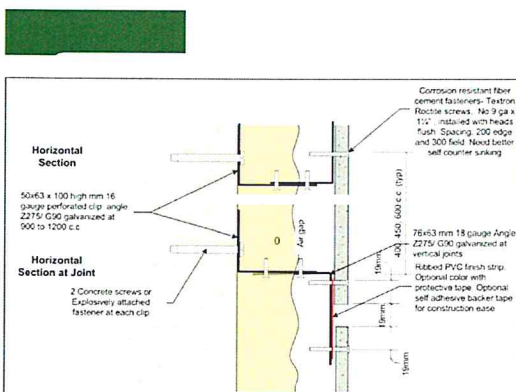 Corrosion resistant fiber
cement fasteners- Textron
Roctite screws. No 9 ga x
1¼", installed with heads
flush. Spacing: 200 edge
and 300 field. Need better
self counter sinking
Horizontal
Section
50x63 x 100 high mm 16
gauge perforated clip angle
Z275/ G90 galvanized at
900 to 1200 c.c
Horizontal
Section at Joint
2 Concrete screws or
Explosively attached
fastener at each clip
0
Air gap
400, 450, 600 c.c. (typ)
76x63 mm 18 gauge Angle
Z275/ G90 galvanized at
vertical joints
Ribbed PVC finish strip.
Optional color with
protective tape. Optional
self adhesive backer tape
for construction ease
19mm
19mm
19mm